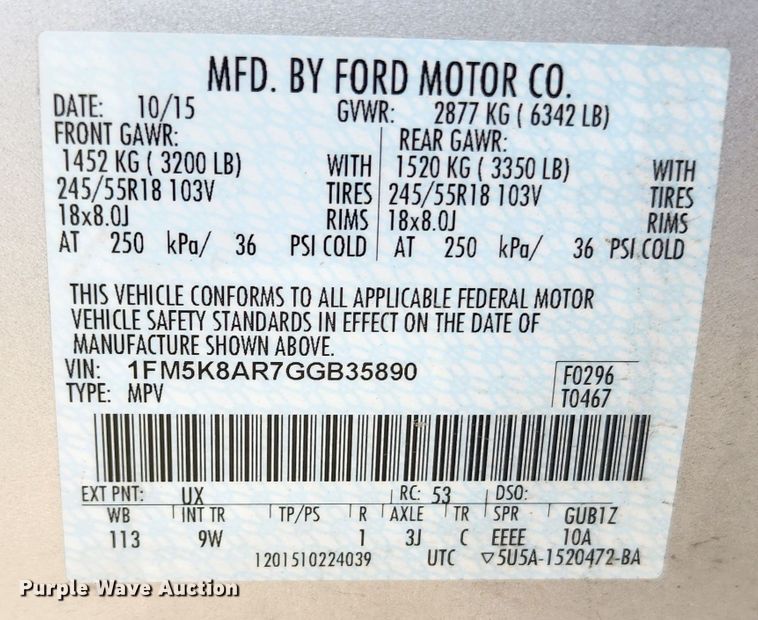 MFD. BY FORD MOTOR CO.
DATE: 10/15 GVWR: 2877 KG ( 6342 LB)
FRONT GAWR: REAR GAWR:
1452 KG ( 3200 LB) WITH 1520 KG ( 3350 LB) WITH
245/55R18 103V TIRES 245/55R18 103V TIRES
18x8.0J RIMS 18x8.0J RIMS
AT 250 kPa/ 36 PSI COLD AT 250 kPa/ 36 PSI COLD
THIS VEHICLE CONFORMS TO ALL APPLICABLE FEDERAL MOTOR
VEHICLE SAFETY STANDARDS IN EFFECT ON THE DATE OF
MANUFACTURE SHOWN ABOVE.
VIN: 1FM5K8AR7GGB35890 F0296
TYPE: MPV T0467
EXT PNT: UX RC: 53 DSO:
WB INT TR TP/PS R AXLE TR SPR GUB1Z
113 9W 1 3J C EEEE 10A
1201510224039 UTC ▽5U5A-1520472-BA
Purple Wave Auction